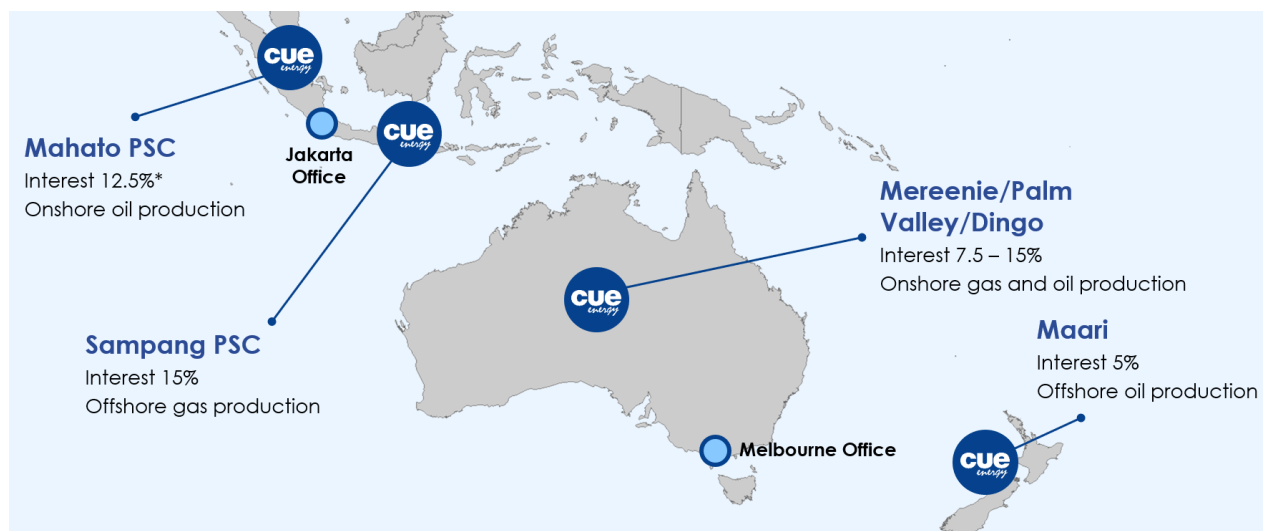 cue
energy
Mahato PSC
Interest 12.5%*
Onshore oil production
Jakarta
Office
cue
energy
Sampang PSC
Interest 15%
Offshore gas production
cue
energy
Mereenie/Palm
Valley/Dingo
Interest 7.5 – 15%
Onshore gas and oil production
Melbourne Office
Maari
Interest 5%
Offshore oil production
cue
energy